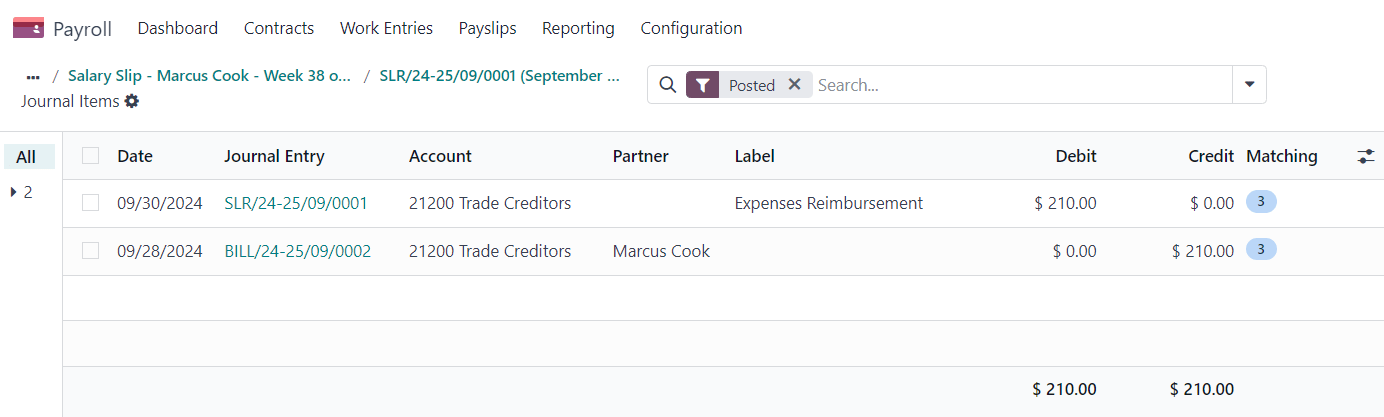 Payroll Dashboard Contracts Work Entries Payslips Reporting Configuration
... / Salary Slip - Marcus Cook - Week 38 o... / SLR/24-25/09/0001 (September ...
Journal Items
Posted Search...
All
2
Date Journal Entry Account Partner Label Debit Credit Matching
09/30/2024 SLR/24-25/09/0001 21200 Trade Creditors Expenses Reimbursement $ 210.00 $ 0.00 3
09/28/2024 BILL/24-25/09/0002 21200 Trade Creditors Marcus Cook $ 0.00 $ 210.00 3
$ 210.00 $ 210.00